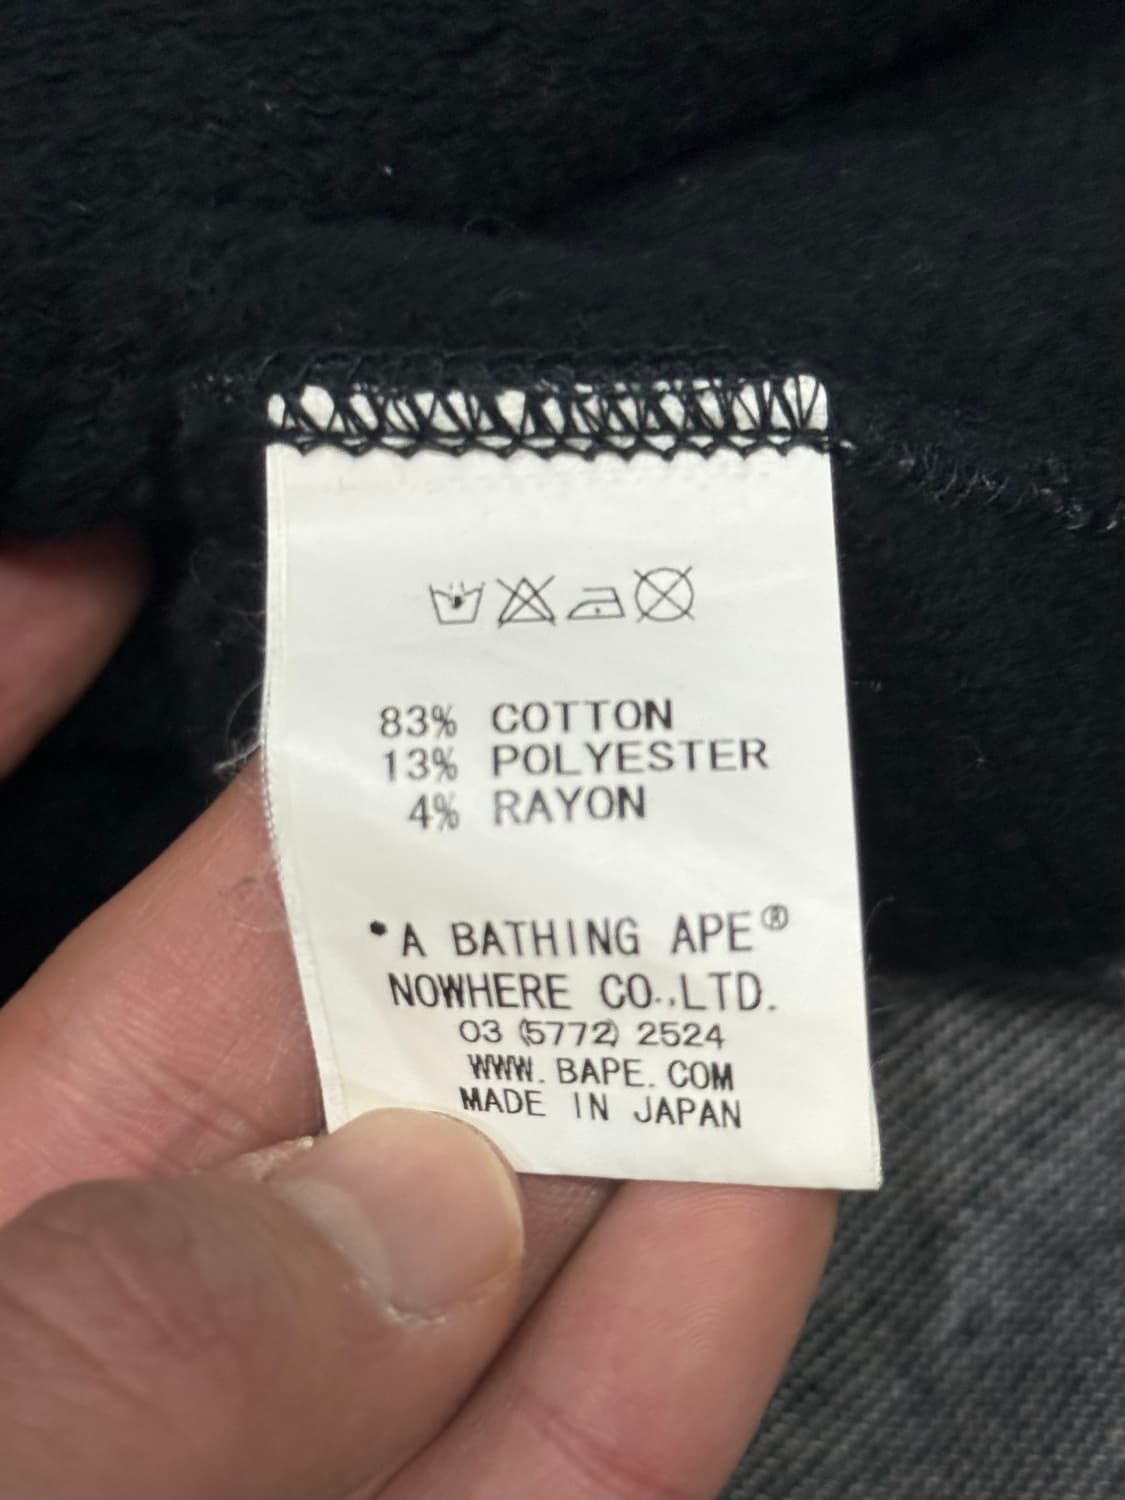 83% COTTON
13% POLYESTER
4% RAYON
•A BATHING APE®
NOWHERE CO.,LTD.
03 (5772) 2524
WWW.BAPE.COM
MADE IN JAPAN